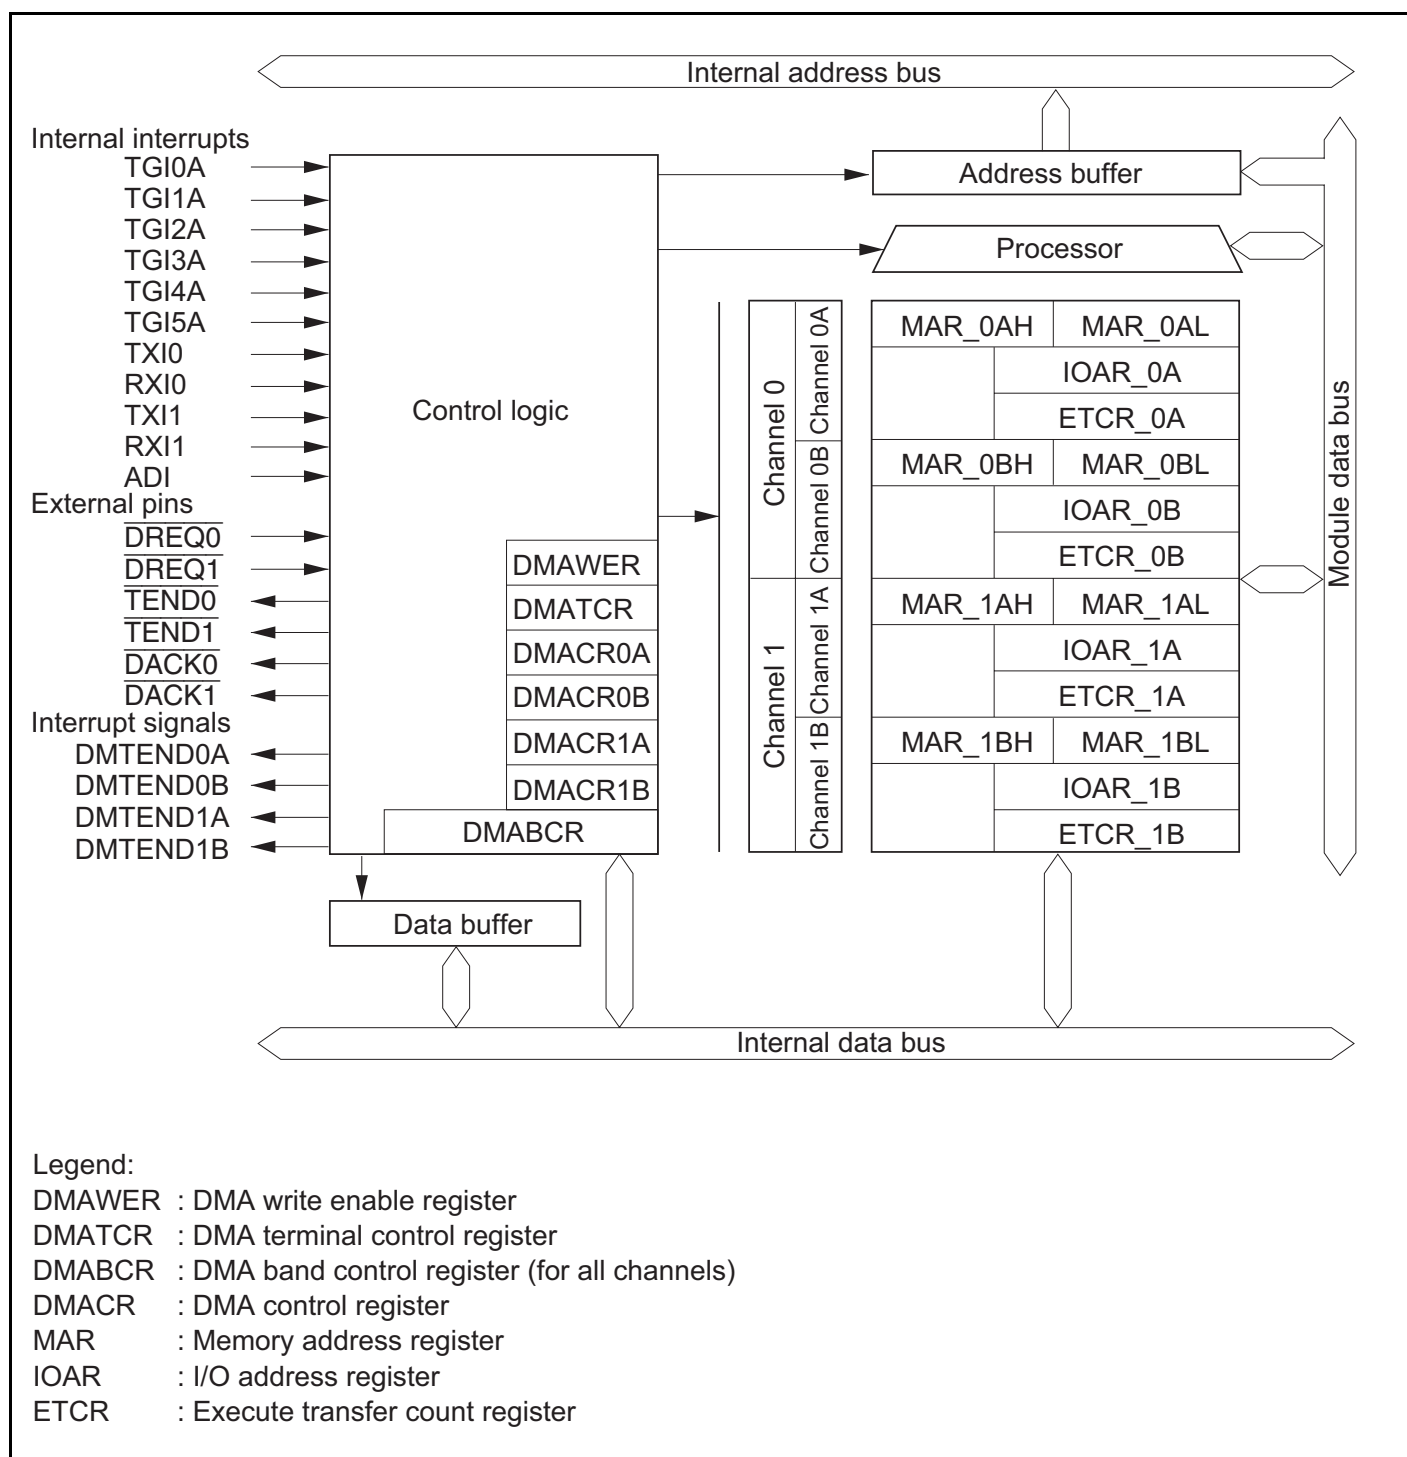 Internal address bus
Internal interrupts
TGI0A
TGI1A
TGI2A
TGI3A
TGI4A
TGI5A
TXI0
RXI0
TXI1
RXI1
ADI
External pins
DREQ0
DREQ1
TEND0
TEND1
DACK0
DACK1
Interrupt signals
DMTEND0A
DMTEND0B
DMTEND1A
DMTEND1B
Control logic
DMAWER
DMATCR
DMACR0A
DMACR0B
DMACR1A
DMACR1B
DMABCR
Data buffer
Address buffer
Processor
Channel 0
Channel 0A
Channel 0B
Channel 1
Channel 1A
Channel 1B
MAR_0AH MAR_0AL
IOAR_0A
ETCR_0A
MAR_0BH MAR_0BL
IOAR_0B
ETCR_0B
MAR_1AH MAR_1AL
IOAR_1A
ETCR_1A
MAR_1BH MAR_1BL
IOAR_1B
ETCR_1B
Module data bus
Internal data bus
Legend:
DMAWER : DMA write enable register
DMATCR : DMA terminal control register
DMABCR : DMA band control register (for all channels)
DMACR : DMA control register
MAR : Memory address register
IOAR : I/O address register
ETCR : Execute transfer count register